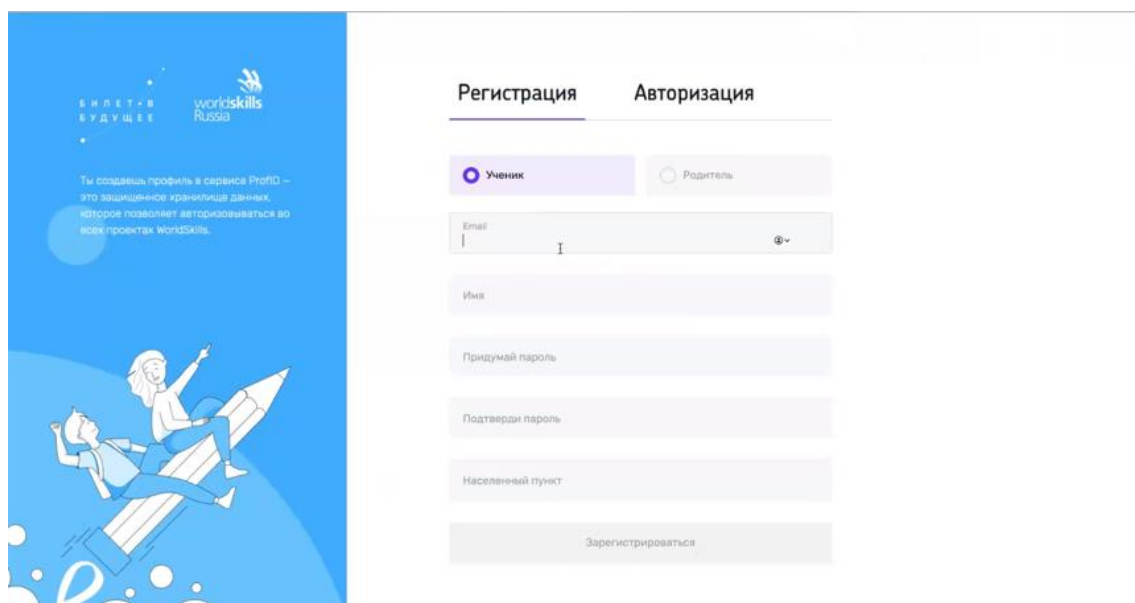 БИЛЕТ В
БУДУЩЕЕ
worldskills
Russia
Ты создаешь профиль в сервисе ProfID —
это защищенное хранилище данных,
которое позволяет авторизовываться во
всех проектах WorldSkills.
Регистрация Авторизация
Ученик Родитель
Email
Имя
Придумай пароль
Подтверди пароль
Населенный пункт
Зарегистрироваться